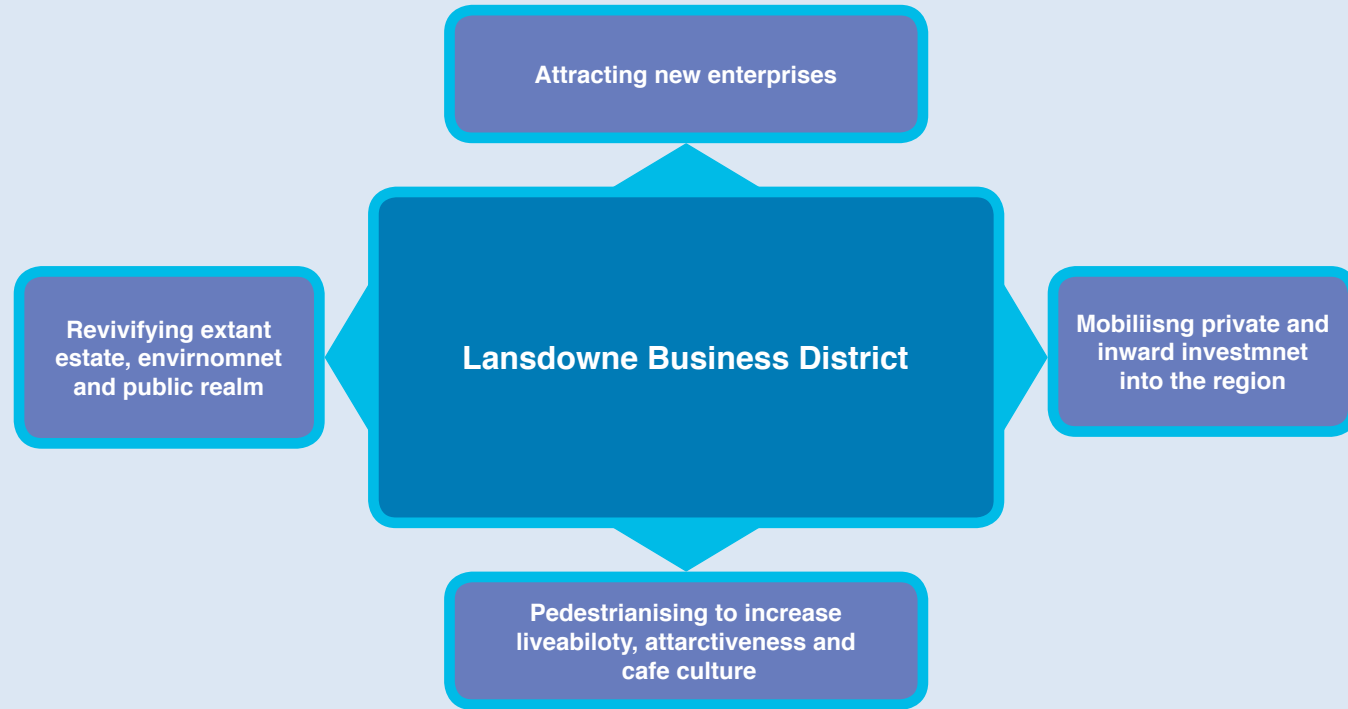 Attracting new enterprises
Revivifying extant
estate, envirnomnet
and public realm
Lansdowne Business District
Mobiliisng private and
inward investmnet
into the region
Pedestrianising to increase
liveabiloty, attarctiveness and
cafe culture